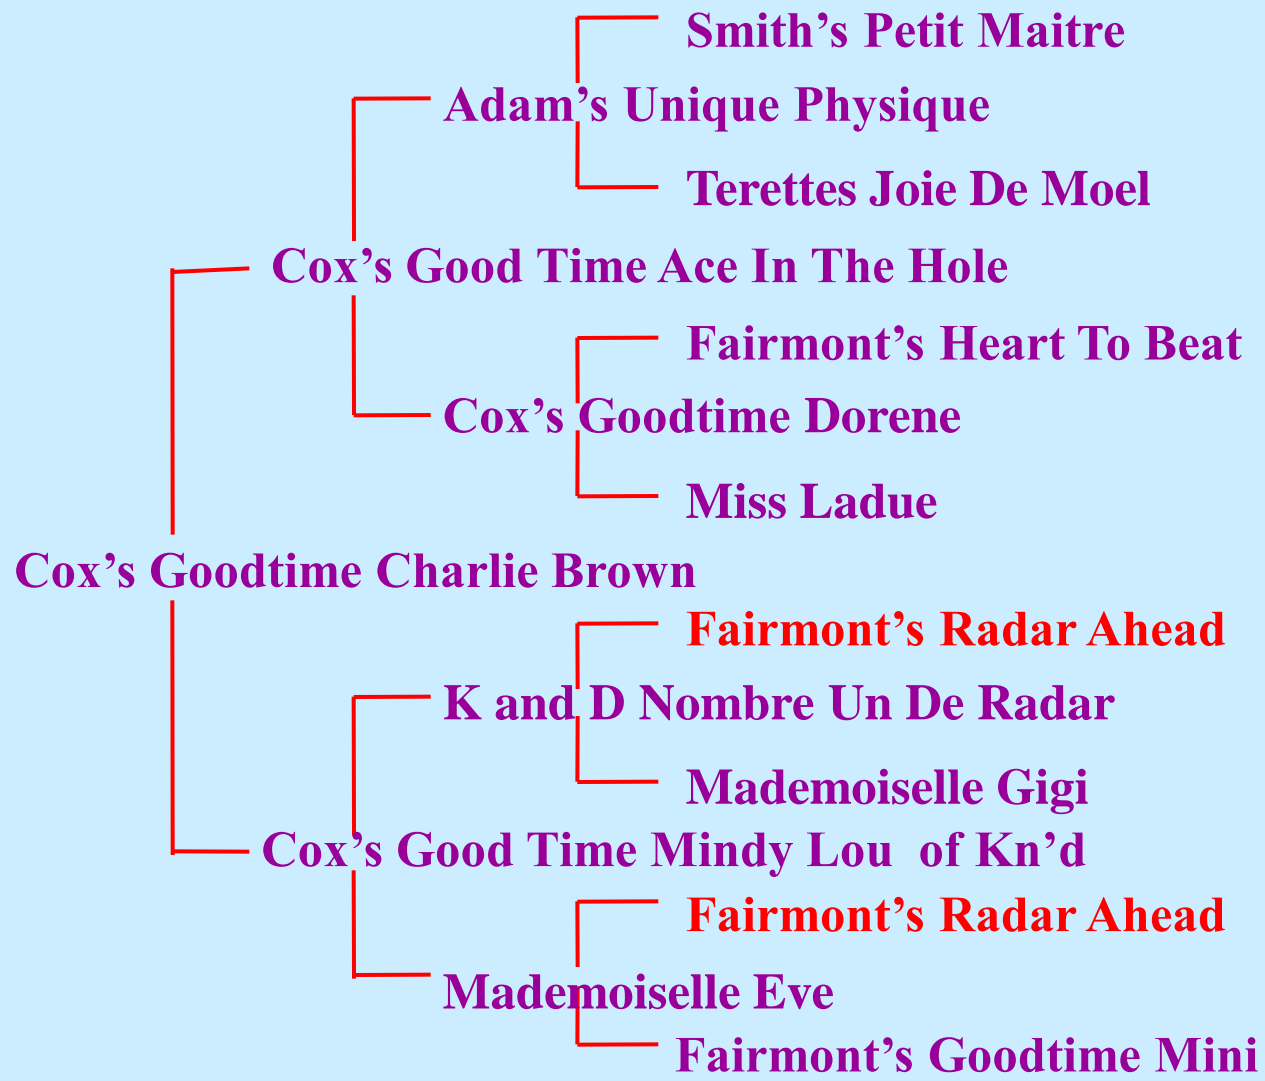 Smith’s Petit Maitre
Adam’s Unique Physique
Terettes Joie De Moel
Cox’s Good Time Ace In The Hole
Fairmont’s Heart To Beat
Cox’s Goodtime Dorene
Miss Ladue
Cox’s Goodtime Charlie Brown
Fairmont’s Radar Ahead
K and D Nombre Un De Radar
Mademoiselle Gigi
Cox’s Good Time Mindy Lou  of Kn’d
Fairmont’s Radar Ahead
Mademoiselle Eve
Fairmont’s Goodtime Mini